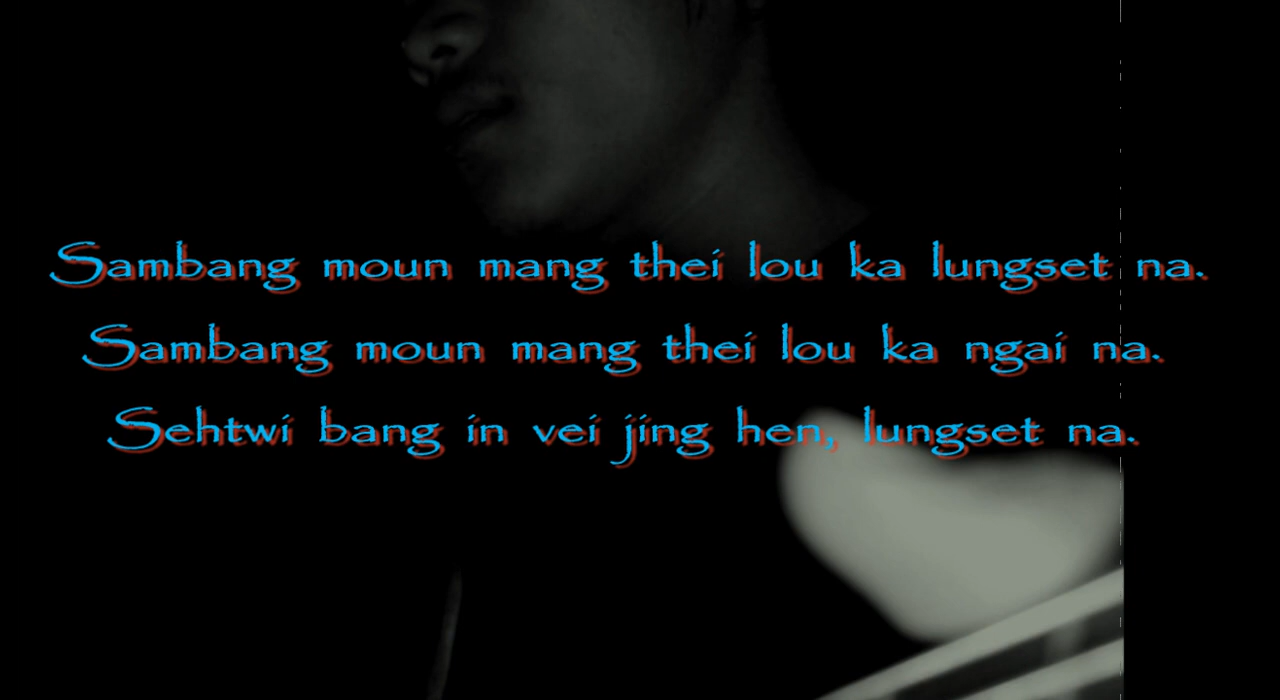 Sambang moun mang thei lou ka lungset na.
Sambang moun mang thei lou ka ngai na.
Sehtwi bang in vei jing hen, lungset na.